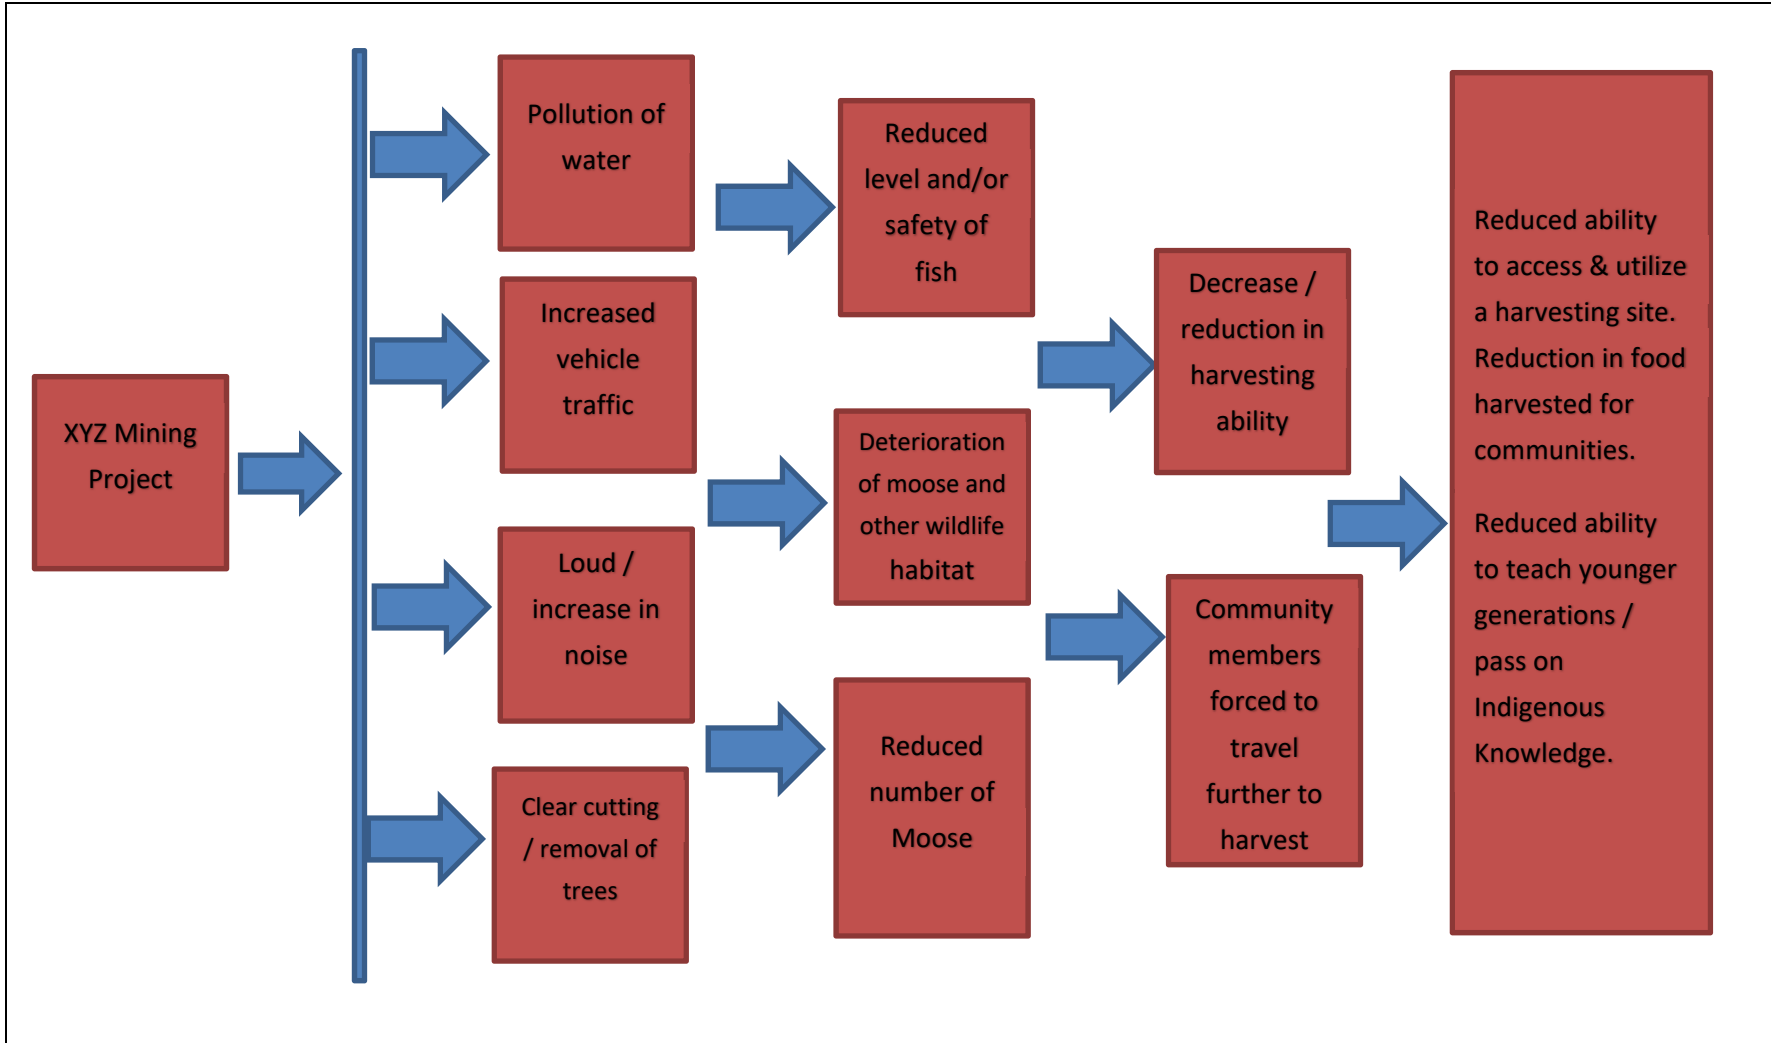 XYZ Mining
Project
Pollution of
water
Increased
vehicle
traffic
Loud /
increase in
noise
Clear cutting
/ removal of
trees
Reduced
level and/or
safety of
fish
Deterioration
of moose and
other wildlife
habitat
Reduced
number of
Moose
Decrease /
reduction in
harvesting
ability
Community
members
forced to
travel
further to
harvest
Reduced ability
to access & utilize
a harvesting site.
Reduction in food
harvested for
communities.
Reduced ability
to teach younger
generations /
pass on
Indigenous
Knowledge.